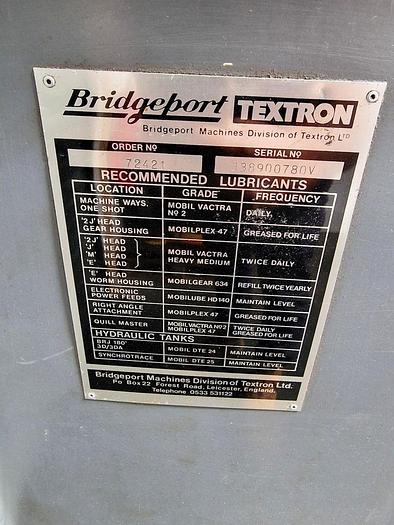 Bridgeport TEXTRON
Bridgeport Machines Division of Textron LTD
ORDER NO SERIAL NO
72421 138900780V
RECOMMENDED LUBRICANTS
LOCATION GRADE FREQUENCY
MACHINE WAYS. ONE SHOT MOBIL VACTRA NO 2 DAILY
'2J' HEAD GEAR HOUSING MOBILPLEX 47 GREASED FOR LIFE
'2J' HEAD 'J' HEAD 'M' HEAD 'E' HEAD } MOBIL VACTRA HEAVY MEDIUM TWICE DAILY
'E' HEAD WORM HOUSING MOBILGEAR 634 REFILL TWICE YEARLY
ELECTRONIC POWER FEEDS MOBILUBE HD140 MAINTAIN LEVEL
RIGHT ANGLE ATTACHMENT MOBILPLEX 47 GREASED FOR LIFE
QUILL MASTER MOBIL VACTRA NO2 MOBILPLEX 47 TWICE DAILY GREASED FOR LIFE
HYDRAULIC TANKS
BRJ 180' 3D/3DA MOBIL DTE 24 MAINTAIN LEVEL
SYNCHROTRACE MOBIL DTE 25 MAINTAIN LEVEL
Bridgeport Machines Division of Textron Ltd.
Po Box 22 Forest Road, Leicester, England.
Telephone 0533 531122